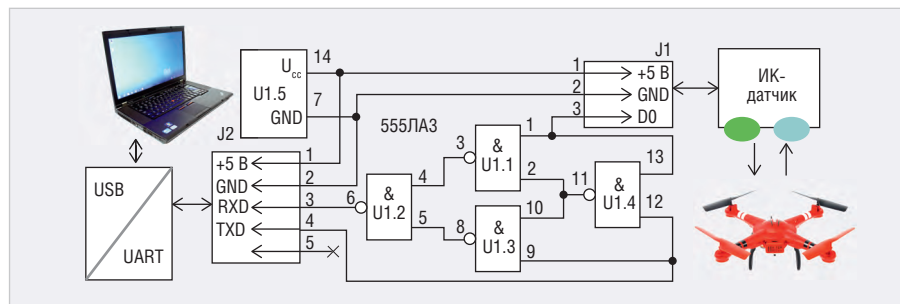 14
U_cc
U1.5
7
GND
555ЛАЗ
J1
1
+5 В
2
GND
3
D0
ИК-
датчик
J2
+5 В
1
GND
2
RXD
3
TXD
4
5
USB
UART
6
&
U1.2
4
5
3
&
U1.1
1
2
8
&
U1.3
10
9
11
&
U1.4
13
12